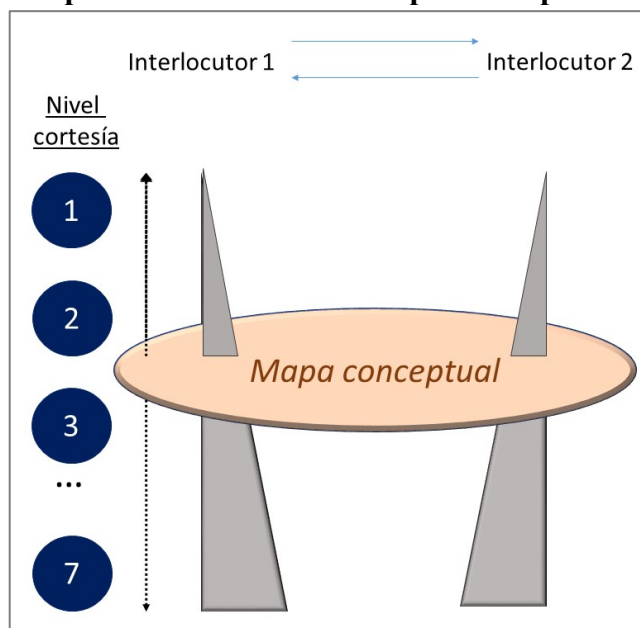 Interlocutor 1
Interlocutor 2
Nivel
cortesía
1
2
Mapa conceptual
3
...
7